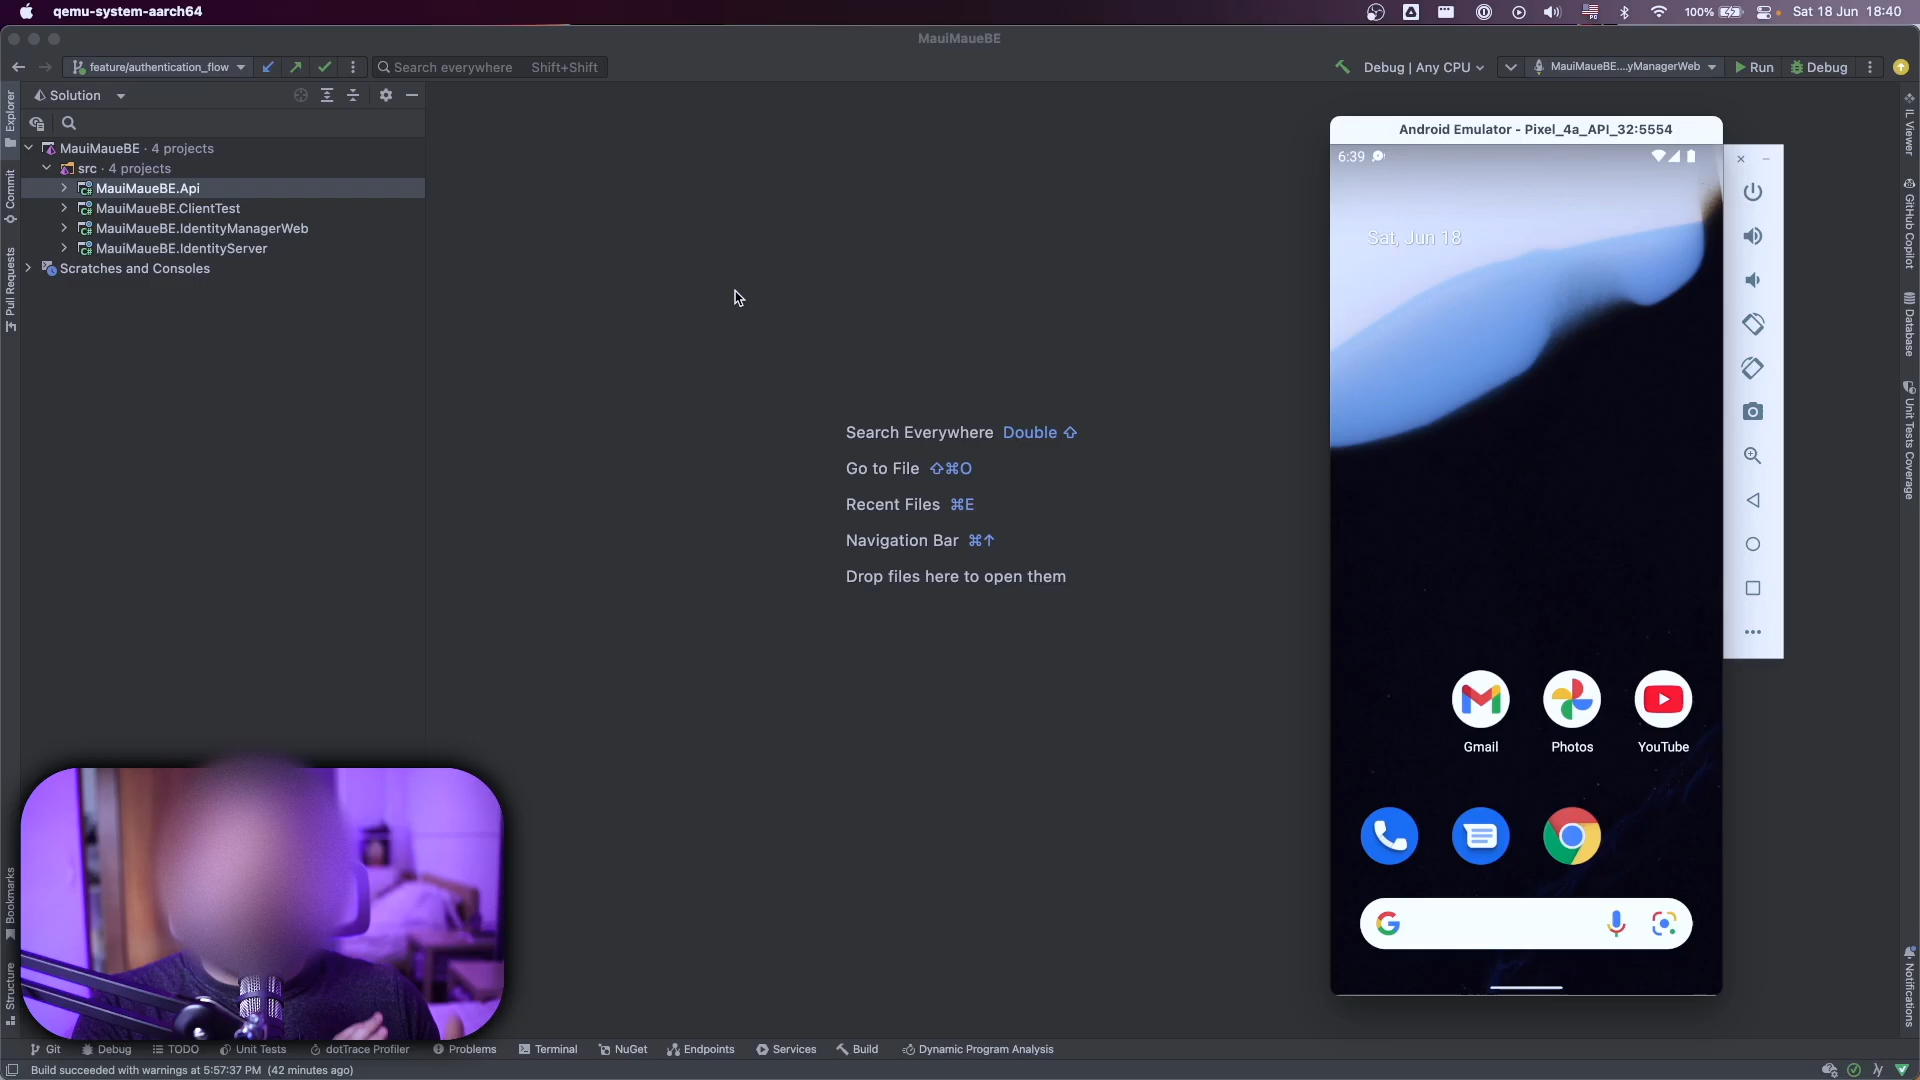 qemu-system-aarch64
100%
Sat 18 Jun 18:40
MauiMaueBE
feature/authentication_flow
Search everywhere Shift+Shift
Debug | Any CPU
MauiMaueBE....yManagerWeb
Run
Debug
Solution
MauiMaueBE · 4 projects
src · 4 projects
MauiMaueBE.Api
MauiMaueBE.ClientTest
MauiMaueBE.IdentityManagerWeb
MauiMaueBE.IdentityServer
Scratches and Consoles
Explorer
Commit
Pull Requests
Bookmarks
Structure
Search Everywhere Double ⇧
Go to File ⇧⌘O
Recent Files ⌘E
Navigation Bar ⌘↑
Drop files here to open them
Android Emulator - Pixel_4a_API_32:5554
6:39
Sat, Jun 18
Gmail
Photos
YouTube
IL Viewer
GitHub Copilot
Database
Unit Tests Coverage
Notifications
Git
Debug
TODO
Unit Tests
dotTrace Profiler
Problems
Terminal
NuGet
Endpoints
Services
Build
Dynamic Program Analysis
Build succeeded with warnings at 5:57:37 PM (42 minutes ago)